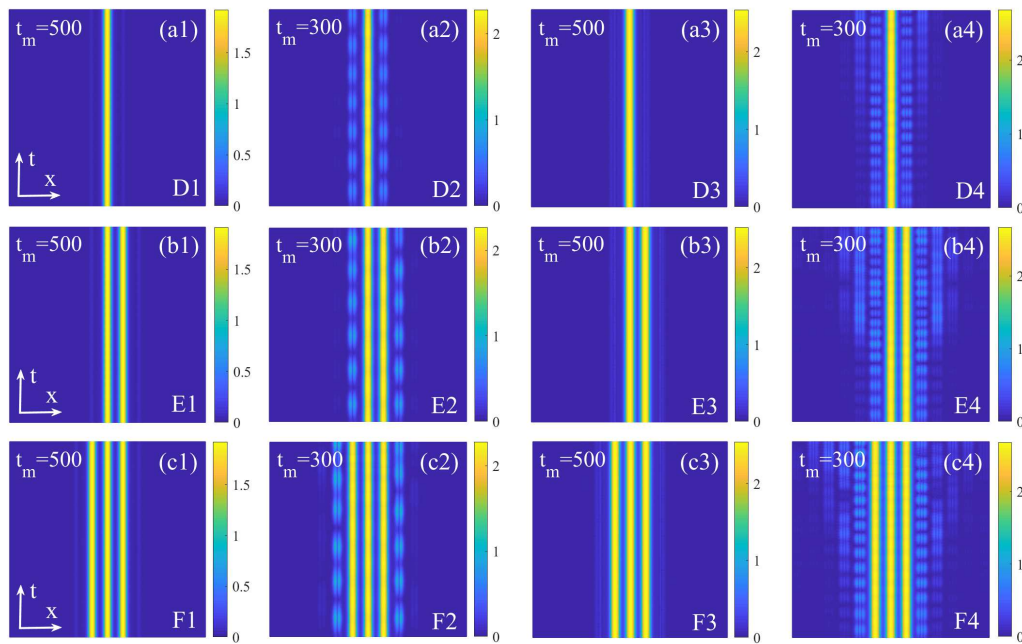 t_m=500 (a1)
t
x
D1
1.5
1
0.5
0
t_m=300 (a2)
D2
2
1
0
t_m=500 (a3)
D3
2
1
0
t_m=300 (a4)
D4
2
1
0
t_m=500 (b1)
t
x
E1
1.5
1
0.5
0
t_m=300 (b2)
E2
2
1
0
t_m=500 (b3)
E3
2
1
0
t_m=300 (b4)
E4
2
1
0
t_m=500 (c1)
t
x
F1
1.5
1
0.5
0
t_m=300 (c2)
F2
2
1
0
t_m=500 (c3)
F3
2
1
0
t_m=300 (c4)
F4
2
1
0